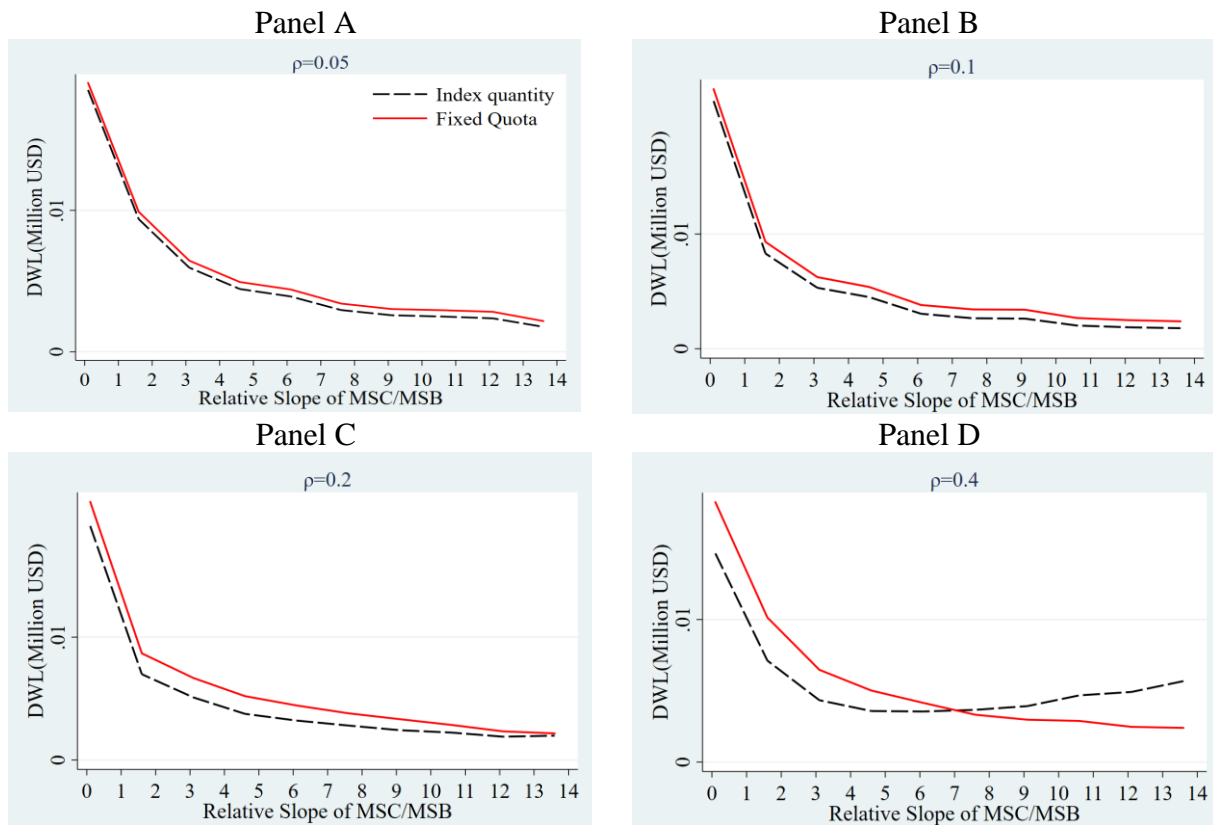 Panel A
ρ=0.05
Index quantity
Fixed Quota
DWL(Million USD)
.01
0
0 1 2 3 4 5 6 7 8 9 10 11 12 13 14
Relative Slope of MSC/MSB
Panel B
ρ=0.1
DWL(Million USD)
.01
0
0 1 2 3 4 5 6 7 8 9 10 11 12 13 14
Relative Slope of MSC/MSB
Panel C
ρ=0.2
DWL(Million USD)
.01
0
0 1 2 3 4 5 6 7 8 9 10 11 12 13 14
Relative Slope of MSC/MSB
Panel D
ρ=0.4
DWL(Million USD)
.01
0
0 1 2 3 4 5 6 7 8 9 10 11 12 13 14
Relative Slope of MSC/MSB